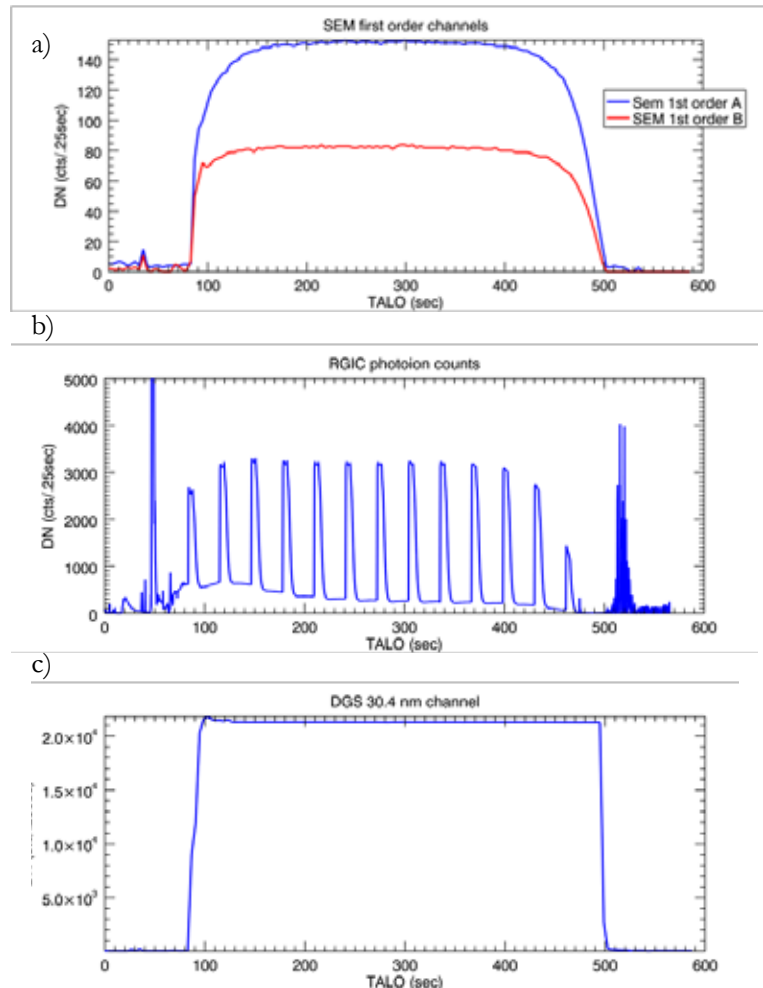 a)
SEM first order channels
140
120
100
80
60
40
20
0
DN (cts/.25sec)
Sem 1st order A
SEM 1st order B
0 100 200 300 400 500 600
TALO (sec)
b)
RGIC photoion counts
5000
4000
3000
2000
1000
0
DN (cts/.25sec)
0 100 200 300 400 500 600
TALO (sec)
c)
DGS 30.4 nm channel
2.0×10⁴
1.5×10⁴
1.0×10⁴
5.0×10³
0 100 200 300 400 500 600
TALO (sec)